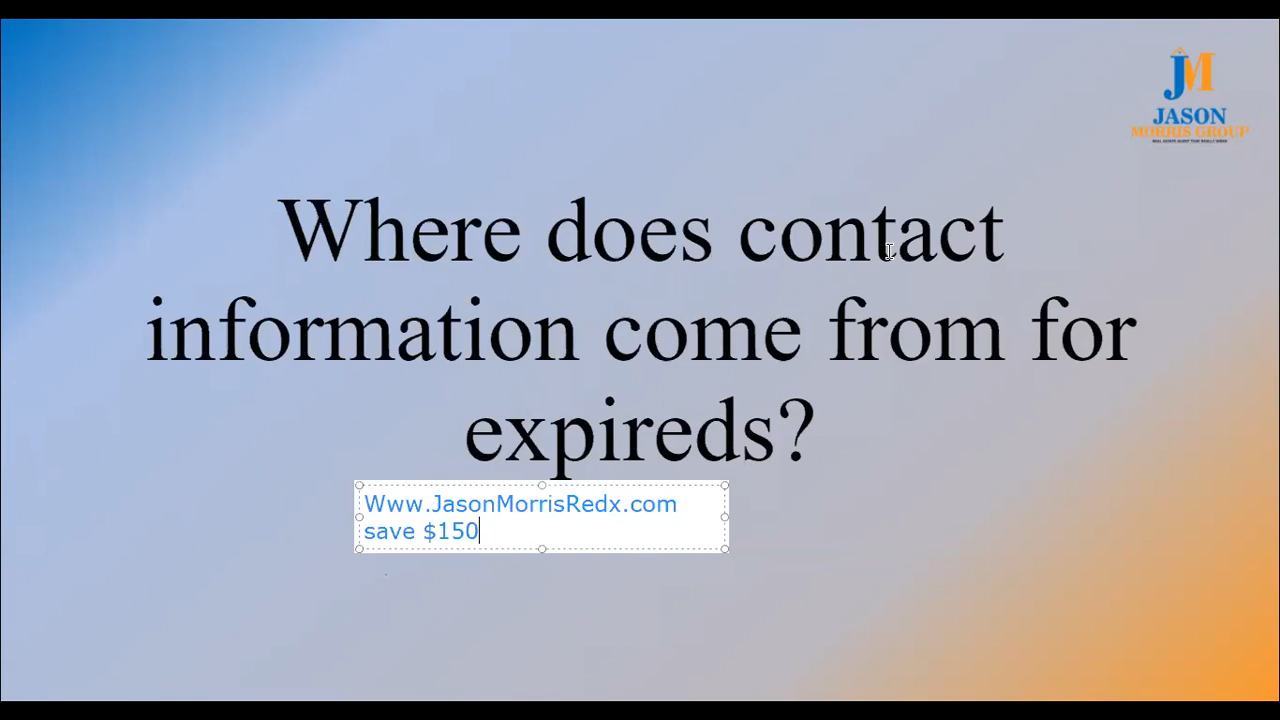 JM
JASON
MORRIS GROUP
Where does contact
information come from for
expireds?
Www.JasonMorrisRedx.com
save $150